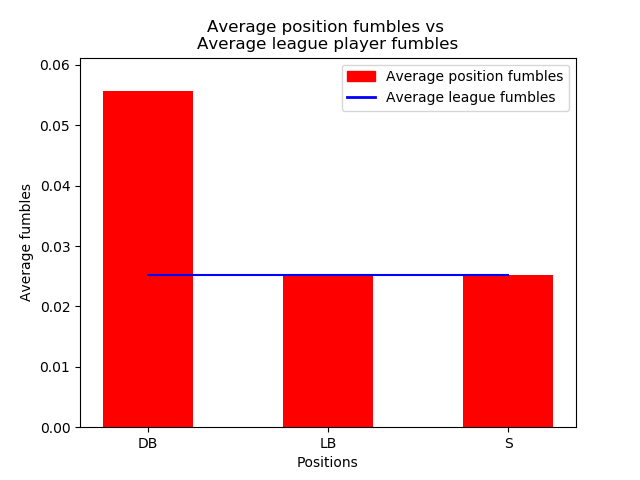 Average position fumbles vs
Average league player fumbles
Average position fumbles
Average league fumbles
Average fumbles
0.06
0.05
0.04
0.03
0.02
0.01
0.00
DB
LB
S
Positions